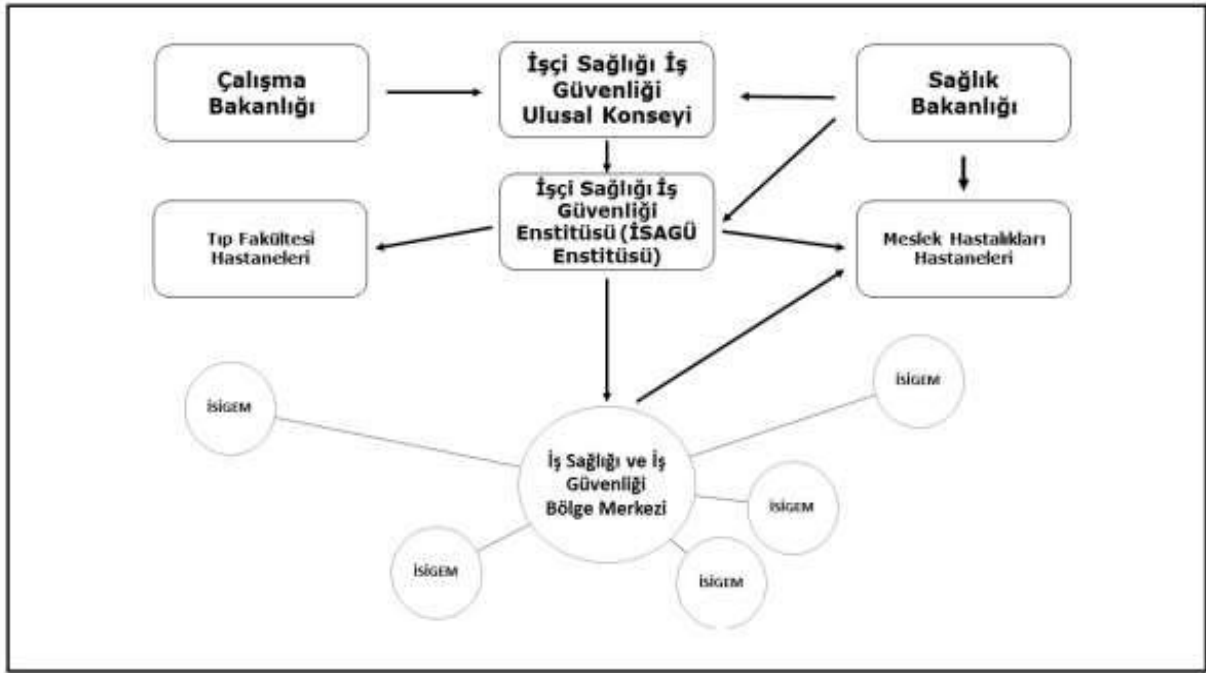 Çalışma
Bakanlığı
İşçi Sağlığı İş
Güvenliği
Ulusal Konseyi
Sağlık
Bakanlığı
Tıp Fakültesi
Hastaneleri
İşçi Sağlığı İş
Güvenliği
Enstitüsü (İSAGÜ
Enstitüsü)
Meslek Hastalıkları
Hastaneleri
İSİGEM
İSİGEM
İş Sağlığı ve İş
Güvenliği
Bölge Merkezi
İSİGEM
İSİGEM
İSİGEM